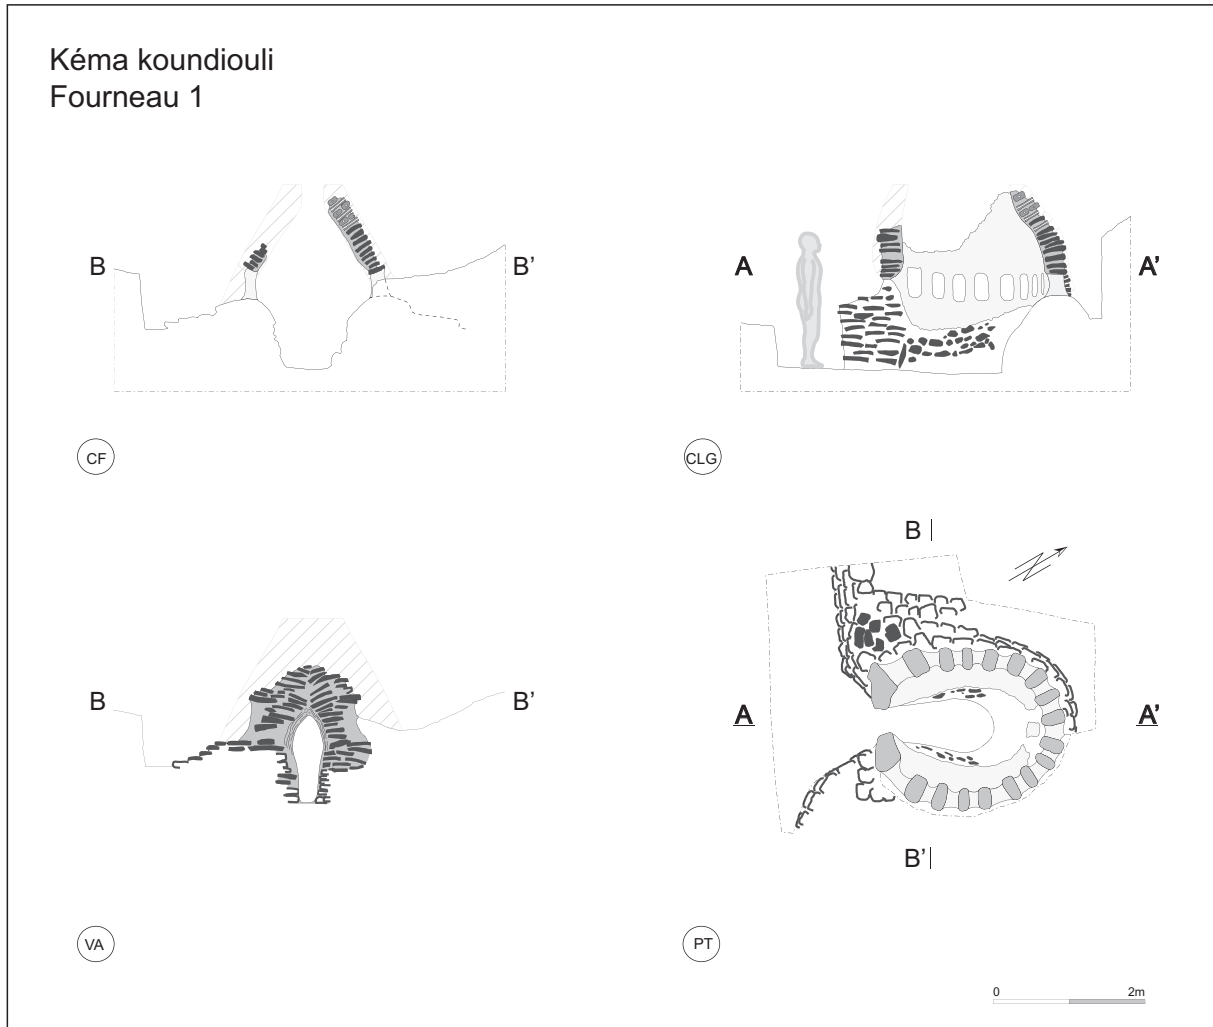 Kéma koundiouli
Fourneau 1
B B’
A A’
CF
CLG
B
B B’
A A’
B’
VA
PT
0 2m